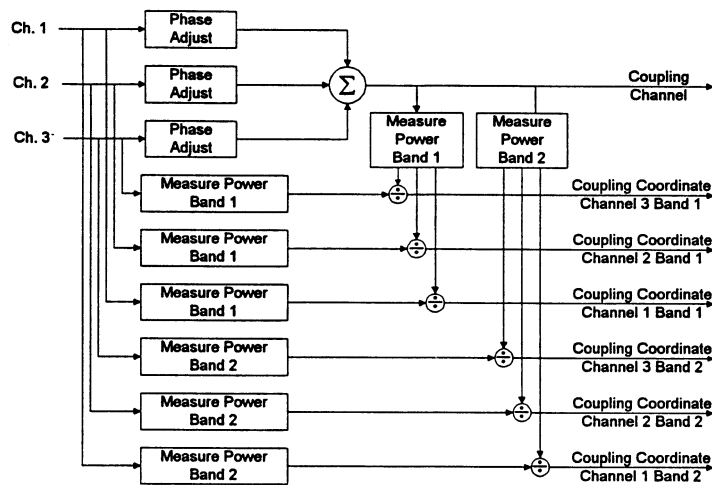 Ch. 1
Phase
Adjust
Ch. 2
Phase
Adjust
Σ
Coupling
Channel
Ch. 3
Phase
Adjust
Measure
Power
Band 1
Measure
Power
Band 2
Measure Power
Band 1
÷
Coupling Coordinate
Channel 3 Band 1
Measure Power
Band 1
÷
Coupling Coordinate
Channel 2 Band 1
Measure Power
Band 1
÷
Coupling Coordinate
Channel 1 Band 1
Measure Power
Band 2
÷
Coupling Coordinate
Channel 3 Band 2
Measure Power
Band 2
÷
Coupling Coordinate
Channel 2 Band 2
Measure Power
Band 2
÷
Coupling Coordinate
Channel 1 Band 2